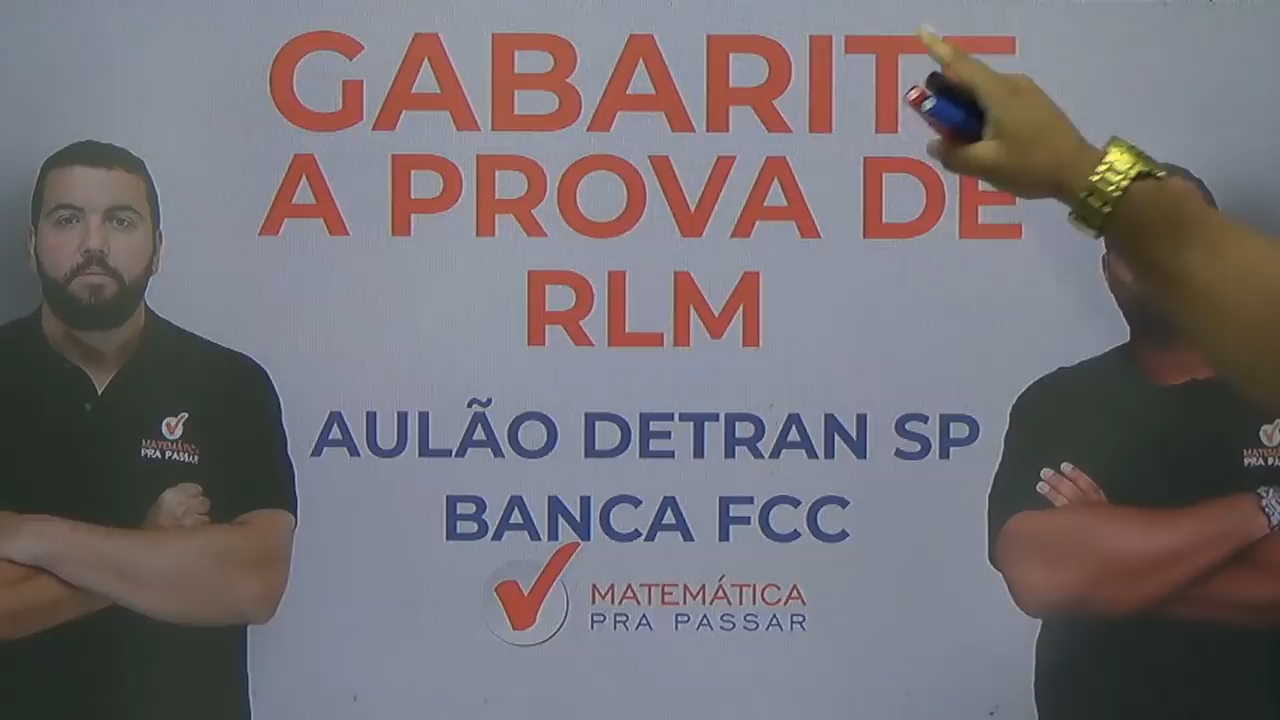 GABARITE
A PROVA DE
RLM
AULÃO DETRAN SP
BANCA FCC
MATEMÁTICA
PRA PASSAR
MATEMÁTICA
PRA PASSAR